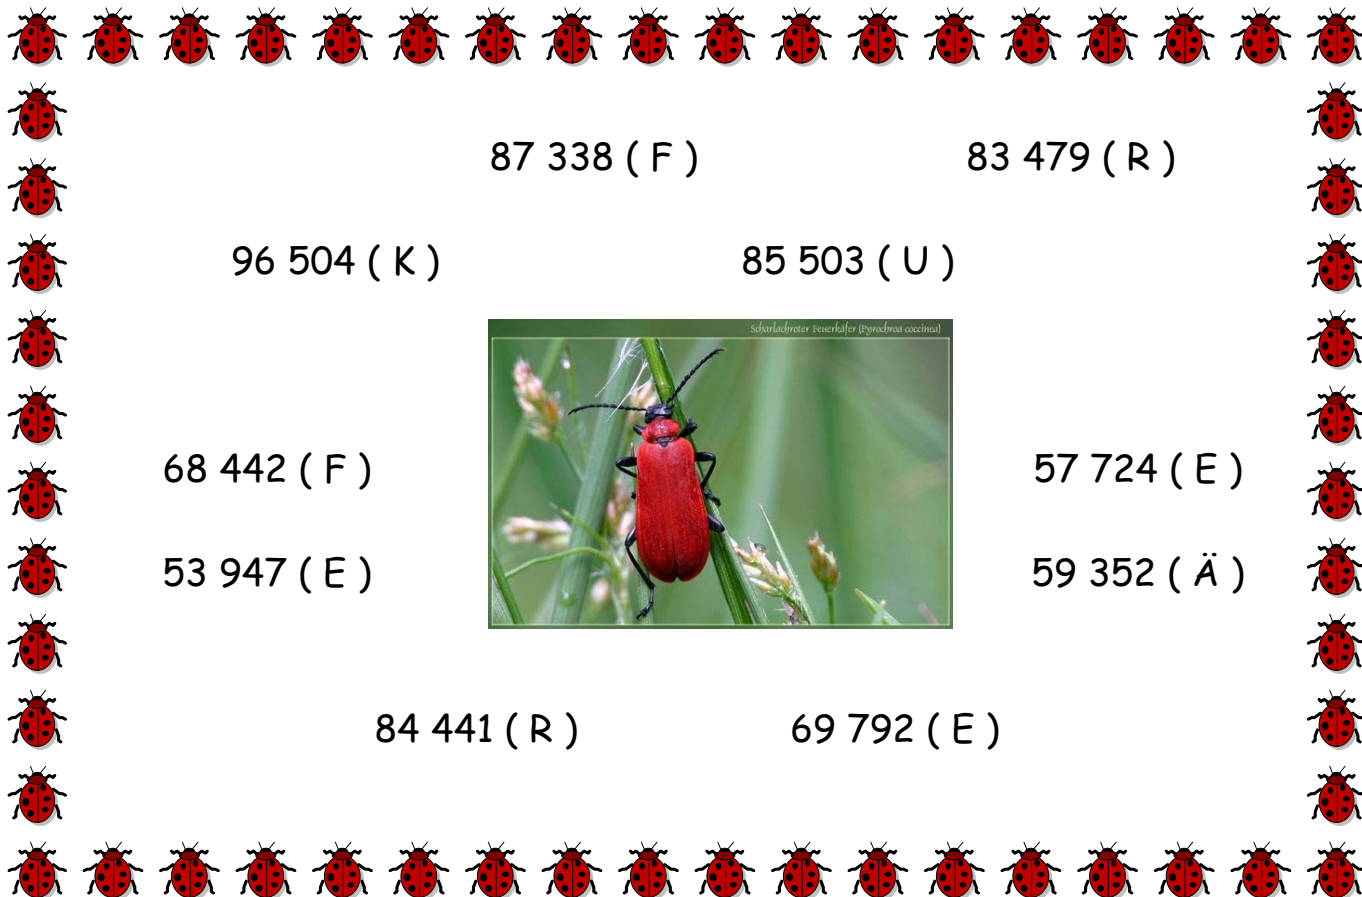 87 338 ( F )
83 479 ( R )
96 504 ( K )
85 503 ( U )
Scharlachroter Feuerkäfer (Pyrochroa coccinea)
68 442 ( F )
57 724 ( E )
53 947 ( E )
59 352 ( Ä )
84 441 ( R )
69 792 ( E )